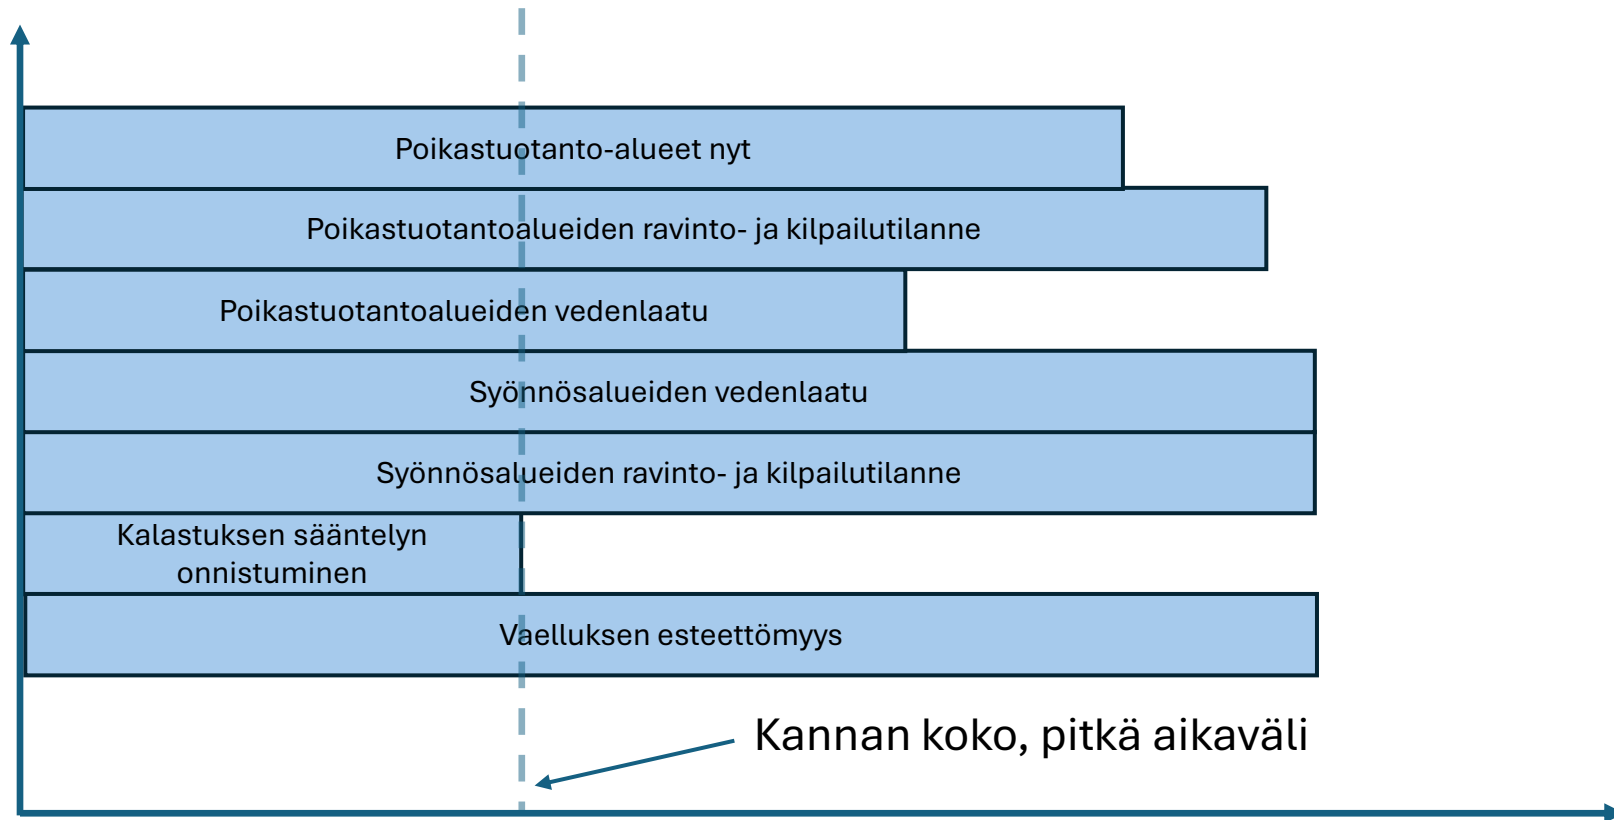 Poikastuotanto-alueet nyt
Poikastuotantoalueiden ravinto- ja kilpailutilanne
Poikastuotantoalueiden vedenlaatu
Syönnösalueiden vedenlaatu
Syönnösalueiden ravinto- ja kilpailutilanne
Kalastuksen sääntelyn
onnistuminen
Vaelluksen esteettömyys
Kannan koko, pitkä aikaväli